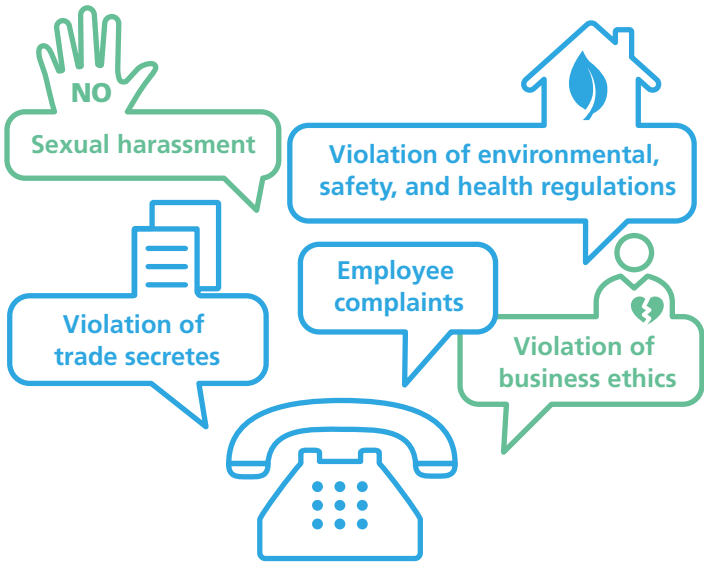 NO
Sexual harassment
Violation of environmental,
safety, and health regulations
Employee
complaints
Violation of
trade secretes
Violation of
business ethics